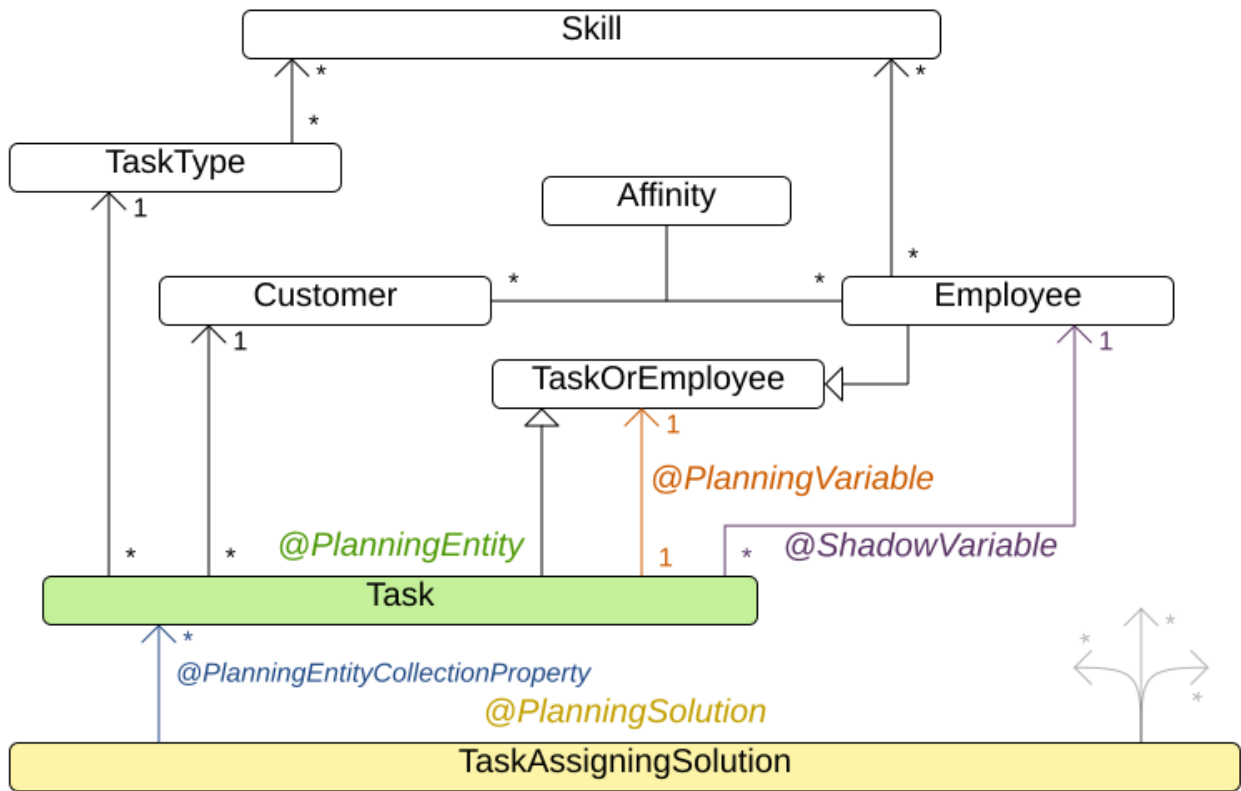 Skill
*
*
*
TaskType
1
Affinity
*
Customer
*
*
Employee
1
1
TaskOrEmployee
1
@PlanningVariable
@PlanningEntity
@ShadowVariable
*
*
1
*
Task
*
@PlanningEntityCollectionProperty
*
*
*
@PlanningSolution
TaskAssigningSolution